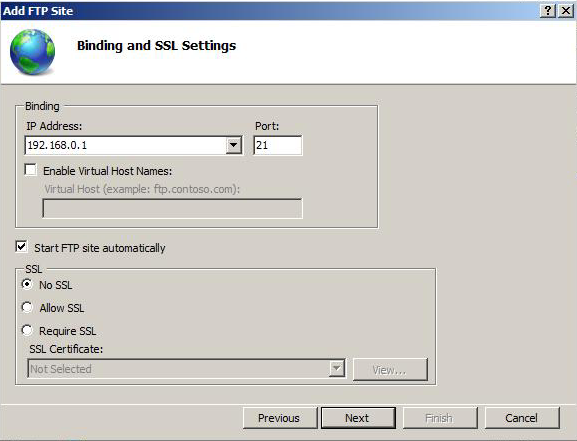 Add FTP Site
Binding and SSL Settings
Binding
IP Address: Port:
192.168.0.1 21
Enable Virtual Host Names:
Virtual Host (example: ftp.contoso.com):
Start FTP site automatically
SSL
No SSL
Allow SSL
Require SSL
SSL Certificate:
Not Selected View...
Previous Next Finish Cancel